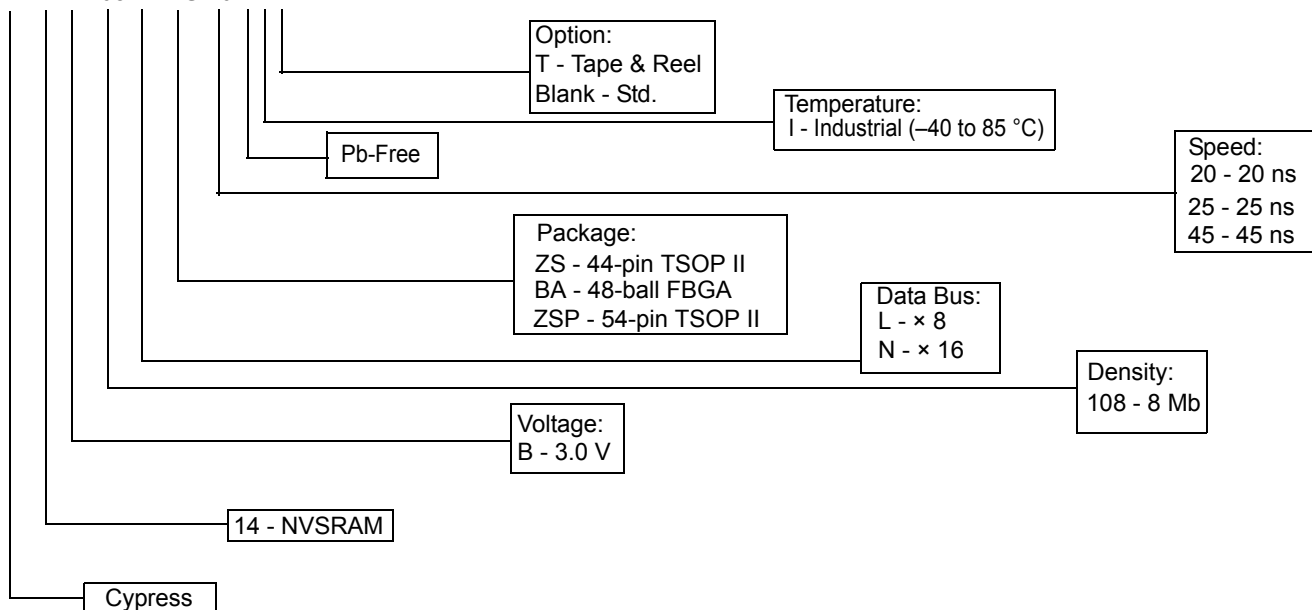 Option:
T - Tape & Reel
Blank - Std.
Temperature:
I - Industrial (–40 to 85 °C)
Pb-Free
Speed:
20 - 20 ns
25 - 25 ns
45 - 45 ns
Package:
ZS - 44-pin TSOP II
BA - 48-ball FBGA
ZSP - 54-pin TSOP II
Data Bus:
L - × 8
N - × 16
Density:
108 - 8 Mb
Voltage:
B - 3.0 V
14 - NVSRAM
Cypress